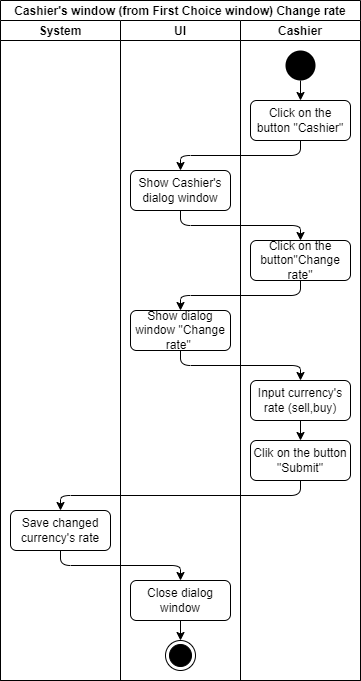 Cashier's window (from First Choice window) Change rate
System
UI
Cashier
Click on the
button "Cashier"
Show Cashier's
dialog window
Click on the
button"Change
rate"
Show dialog
window "Change
rate"
Input currency's
rate (sell,buy)
Clik on the button
"Submit"
Save changed
currency's rate
Close dialog
window